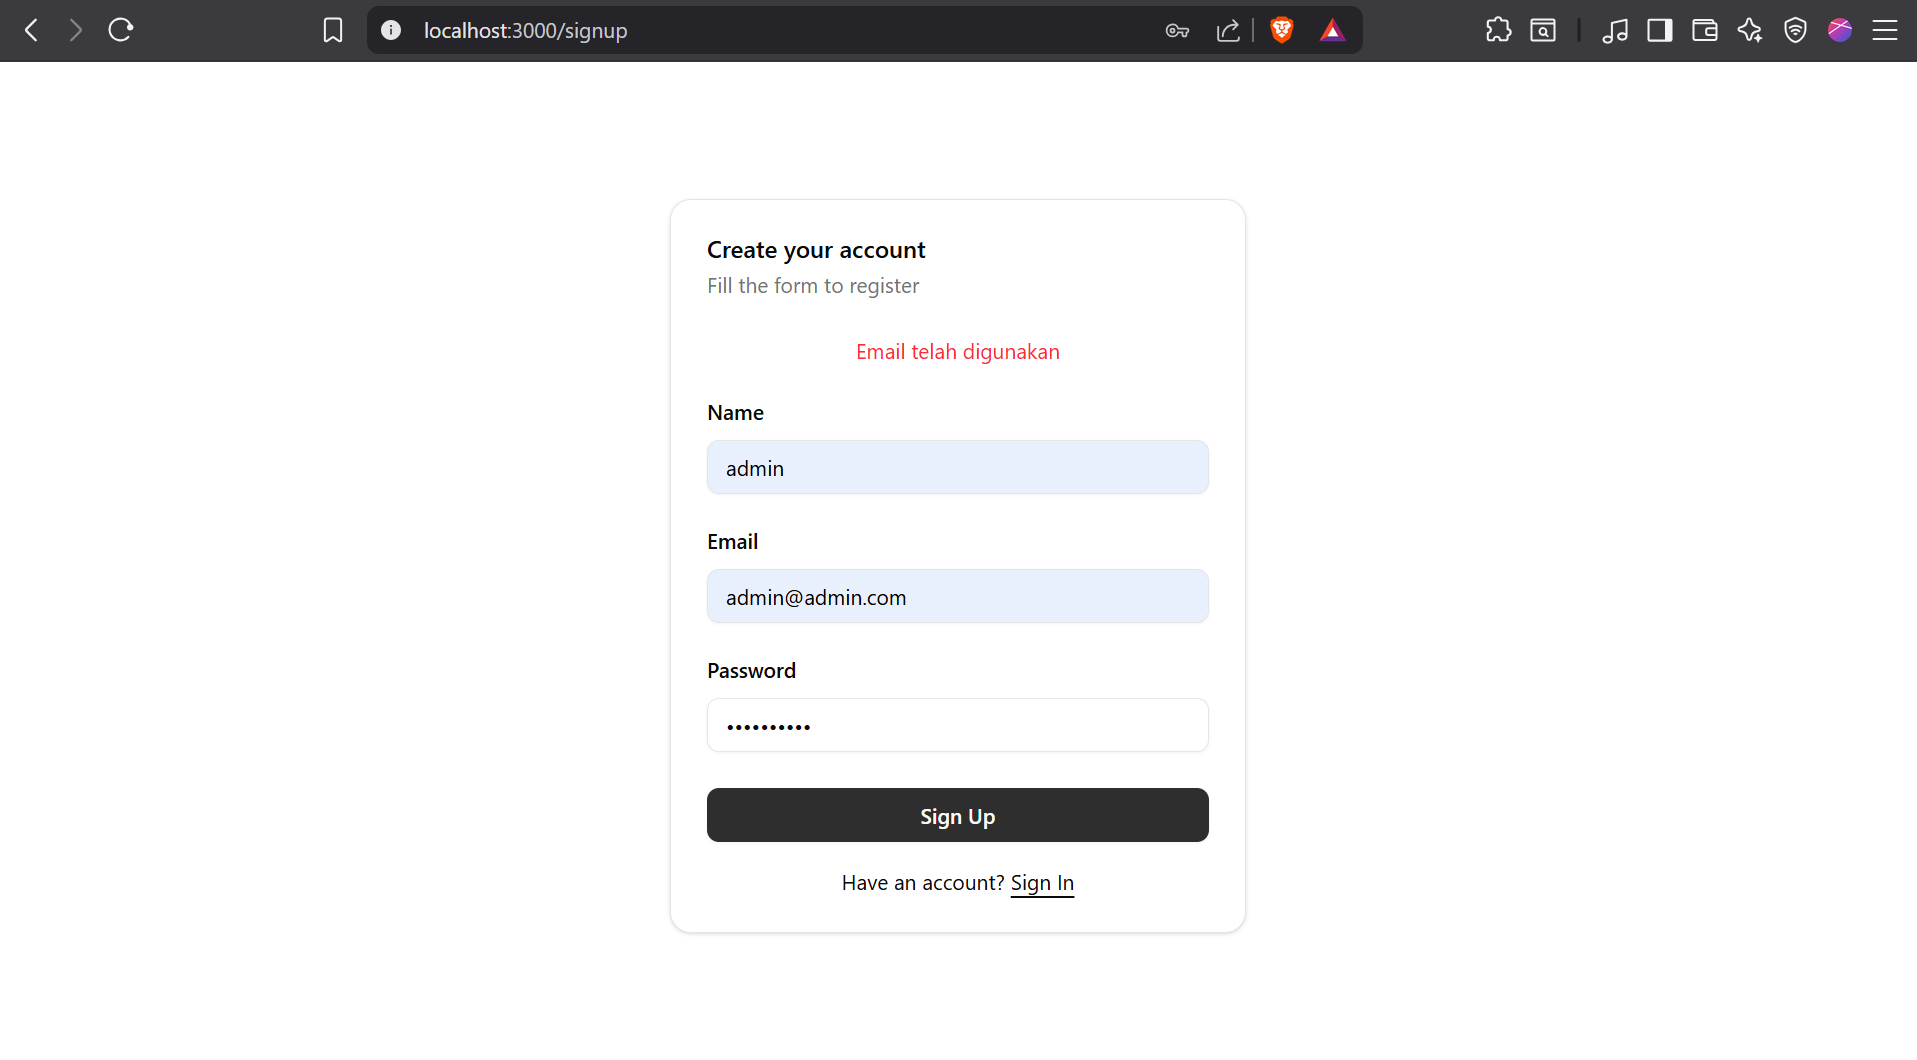 localhost:3000/signup
Create your account
Fill the form to register
Email telah digunakan
Name
admin
Email
admin@admin.com
Password
••••••••••
Sign Up
Have an account? Sign In